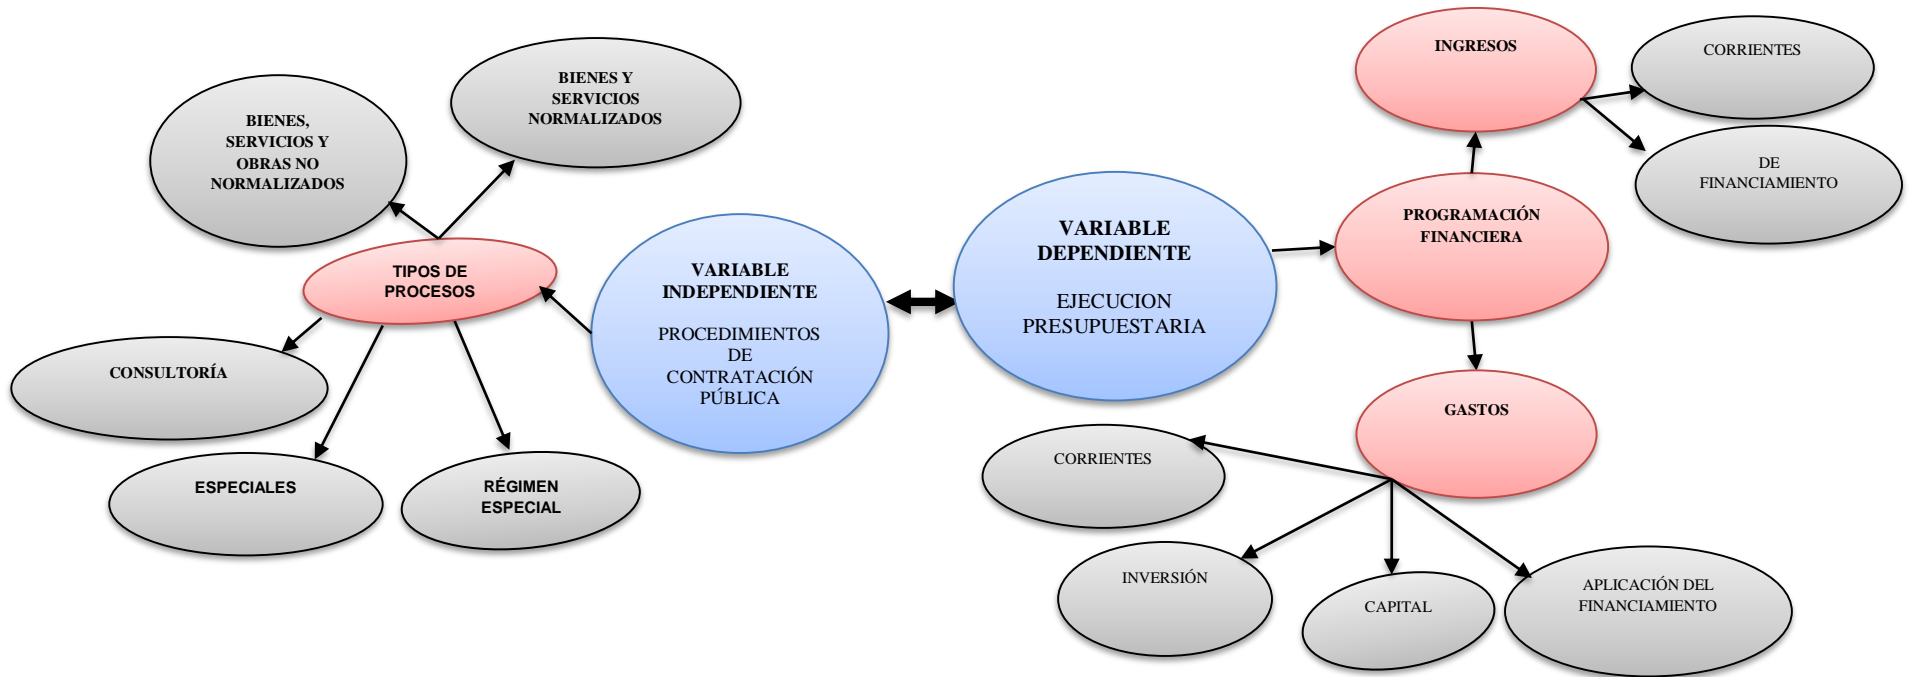 BIENES Y
SERVICIOS
NORMALIZADOS
BIENES,
SERVICIOS Y
OBRAS NO
NORMALIZADOS
TIPOS DE
PROCESOS
CONSULTORÍA
ESPECIALES
RÉGIMEN
ESPECIAL
VARIABLE
INDEPENDIENTE
PROCEDIMIENTOS
DE
CONTRATACIÓN
PÚBLICA
VARIABLE
DEPENDIENTE
EJECUCION
PRESUPUESTARIA
INGRESOS
CORRIENTES
DE
FINANCIAMIENTO
PROGRAMACIÓN
FINANCIERA
GASTOS
CORRIENTES
INVERSIÓN
CAPITAL
APLICACIÓN DEL
FINANCIAMIENTO